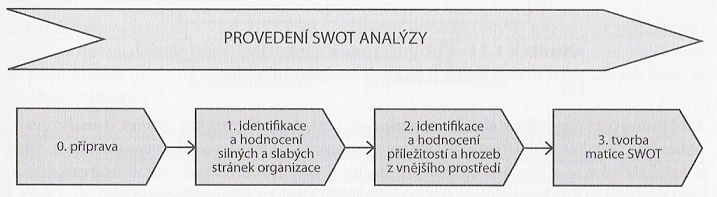 PROVEDENÍ SWOT ANALÝZY
0. příprava
1. identifikace
a hodnocení
silných a slabých
stránek organizace
2. identifikace
a hodnocení
příležitostí a hrozeb
z vnějšího prostředí
3. tvorba
matice SWOT